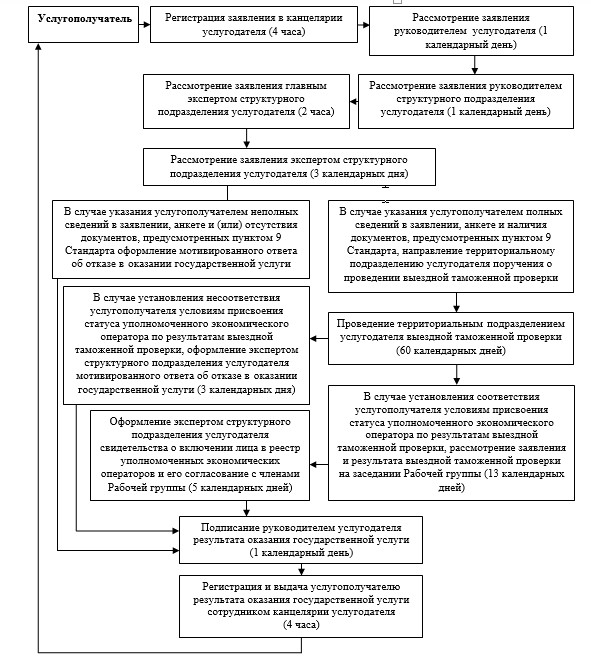 Услугополучатель
Регистрация заявления в канцелярии
услугодателя (4 часа)
Рассмотрение заявления
руководителем услугодателя (1
календарный день)
Рассмотрение заявления главным
экспертом структурного
подразделения услугодателя
(2 часа)
Рассмотрение заявления руководителем
структурного подразделения
услугодателя (1 календарный день)
Рассмотрение заявления экспертом структурного
подразделения услугодателя (3 календарных дня)
В случае указания услугополучателем неполных
сведений в заявлении, анкете и (или) отсутствия
документов, предусмотренных пунктом 9
Стандарта оформление мотивированного ответа
об отказе в оказании государственной услуги
В случае указания услугополучателем полных
сведений в заявлении, анкете и наличия
документов, предусмотренных пунктом 9
Стандарта, направление территориальному
подразделению услугодателя поручения о
проведении выездной таможенной проверки
В случае установления несоответствия
услугополучателя условиям присвоения
статуса уполномоченного экономического
оператора по результатам выездной
таможенной проверки, оформление экспертом
структурного подразделения услугодателя
мотивированного ответа об отказе в оказании
государственной услуги (3 календарных дня)
Проведение территориальным подразделением
услугодателя выездной таможенной проверки
(60 календарных дней)
В случае установления соответствия
услугополучателя условиям присвоения
статуса уполномоченного экономического
оператора по результатам выездной
таможенной проверки, рассмотрение заявления
и результата выездной таможенной проверки
на заседании Рабочей группы (13 календарных
дней)
Оформление экспертом структурного
подразделения услугодателя
свидетельства о включении лица в реестр
уполномоченных экономических
операторов и его согласование с членами
Рабочей группы (5 календарных дней)
Подписание руководителем услугодателя
результата оказания государственной услуги
(1 календарный день)
Регистрация и выдача услугополучателю
результата оказания государственной услуги
сотрудником канцелярии услугодателя
(4 часа)